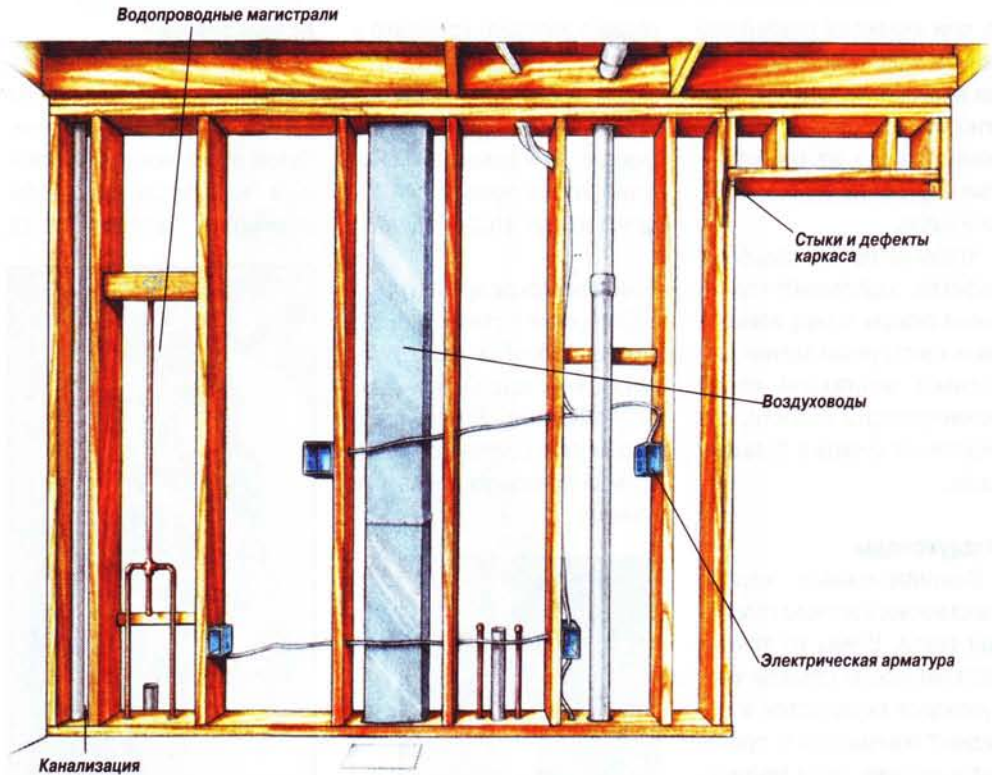 Водопроводные магистрали
Стыки и дефекты
каркаса
Воздуховоды
Электрическая арматура
Канализация